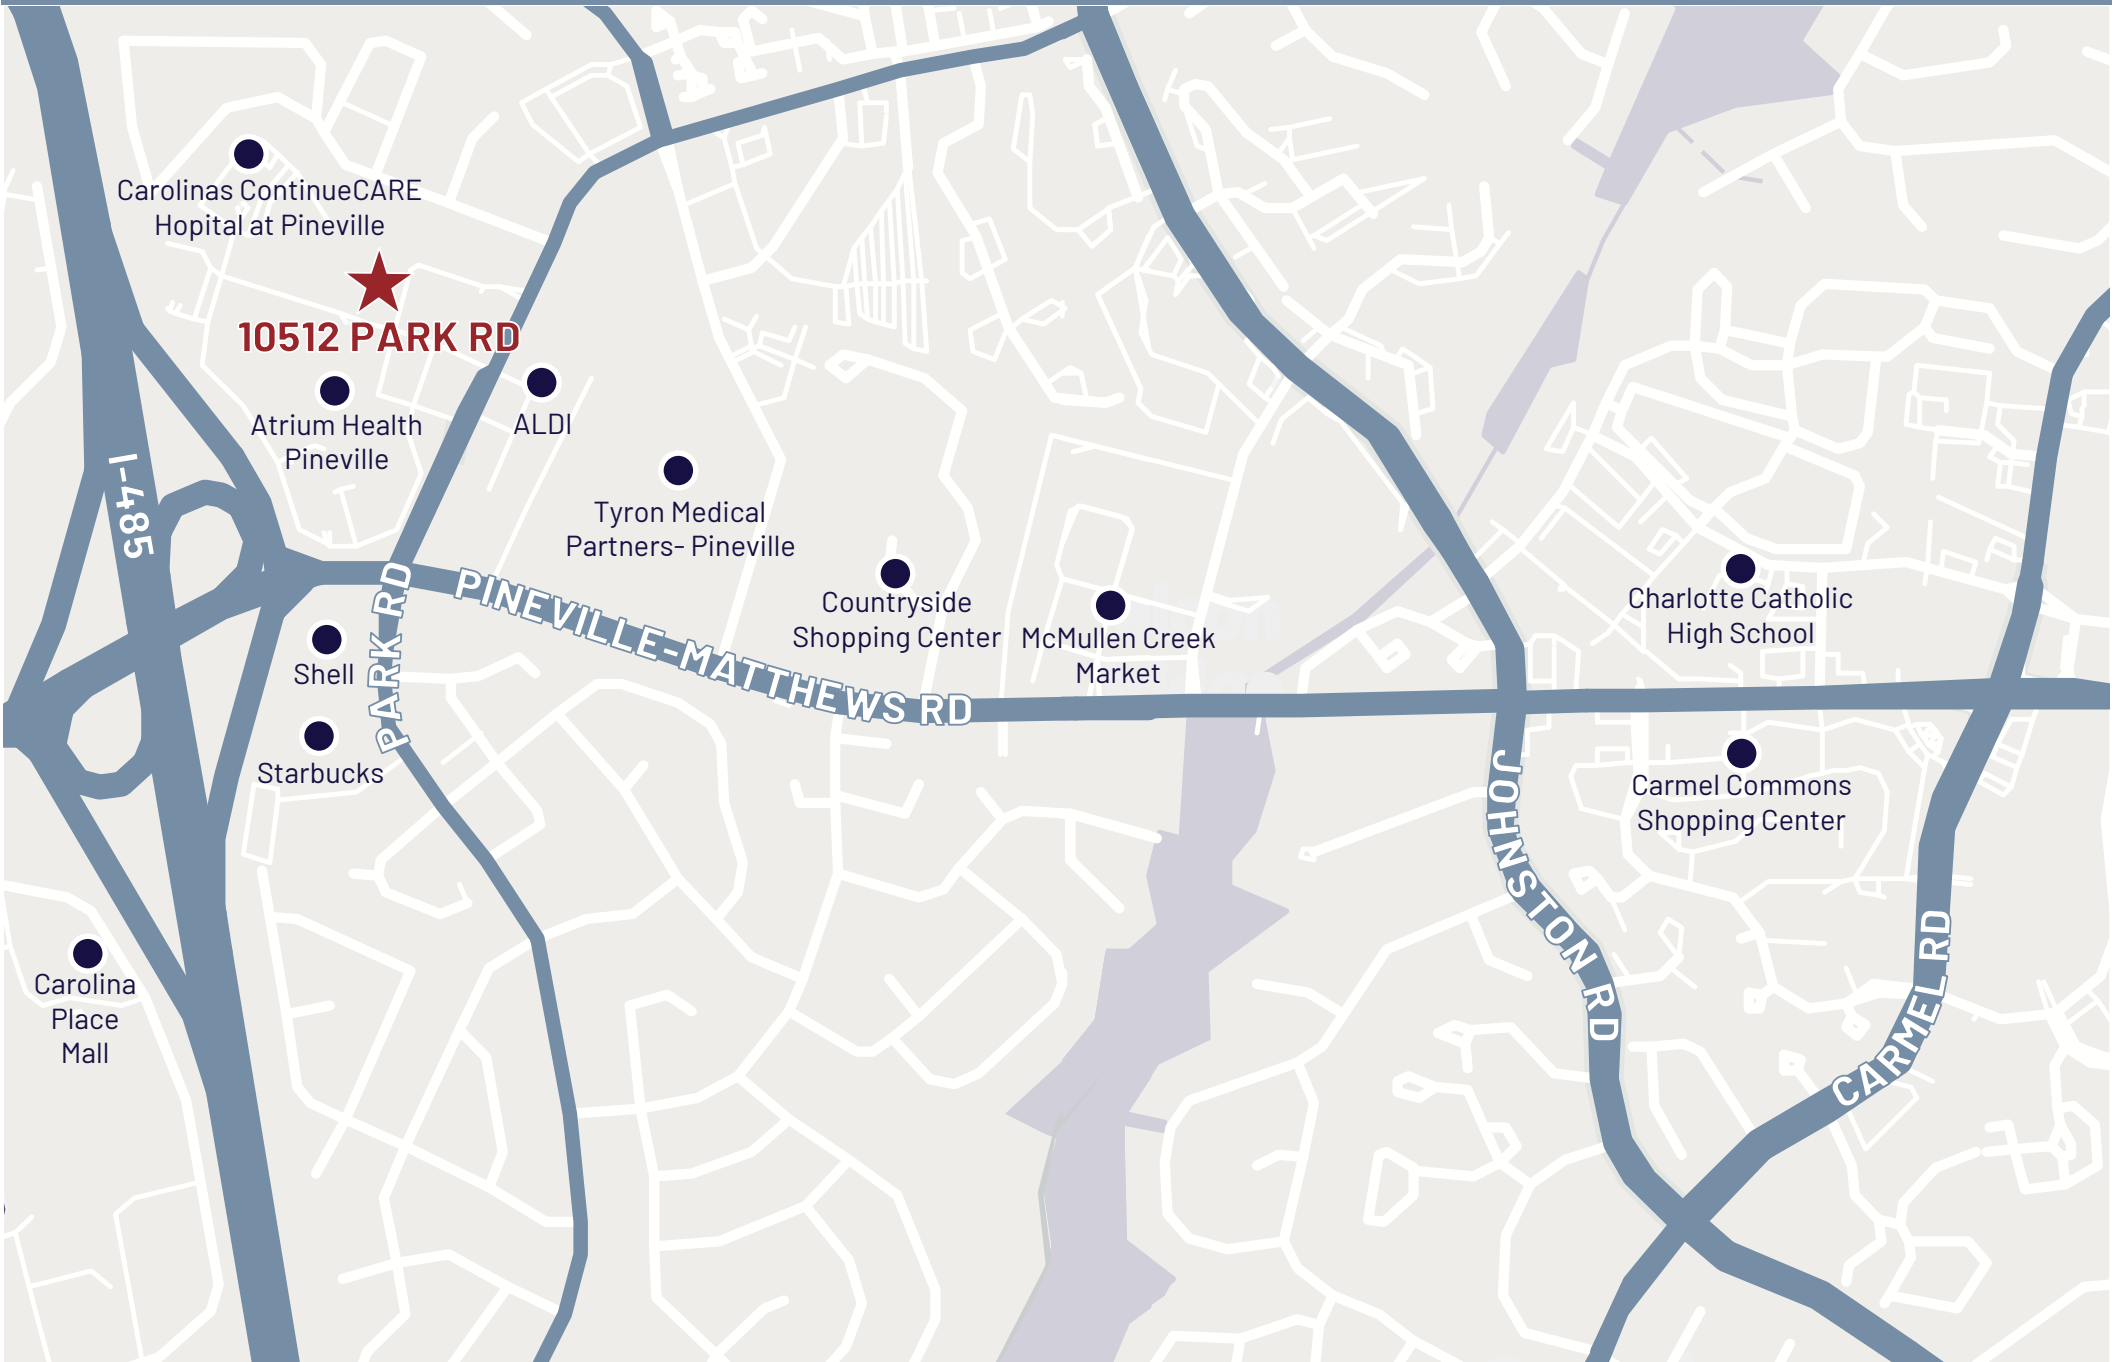 Carolinas ContinueCARE
Hopital at Pineville
10512 PARK RD
Atrium Health
Pineville
ALDI
I-485
Tyron Medical
Partners- Pineville
PARK RD
PINEVILLE-MATTHEWS RD
Countryside
Shopping Center
McMullen Creek
Market
Charlotte Catholic
High School
Shell
Starbucks
JOHNSTON RD
Carmel Commons
Shopping Center
CARMEL RD
Carolina
Place
Mall